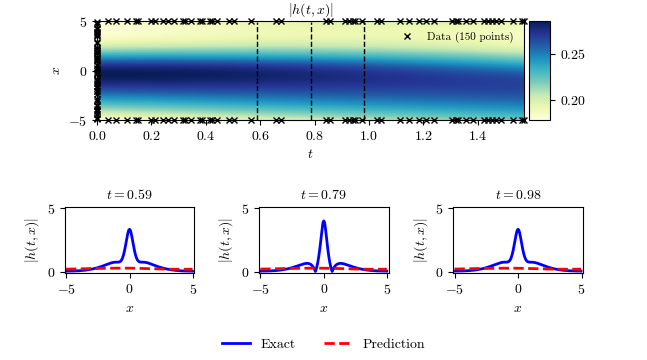 |h(t, x)|
5
0
−5
x
× Data (150 points)
0.25
0.20
0.0 0.2 0.4 0.6 0.8 1.0 1.2 1.4
t
t = 0.59 t = 0.79 t = 0.98
5 5 5
|h(t, x)| |h(t, x)| |h(t, x)|
0 0 0
−5 0 5 −5 0 5 −5 0 5
x x x
Exact Prediction